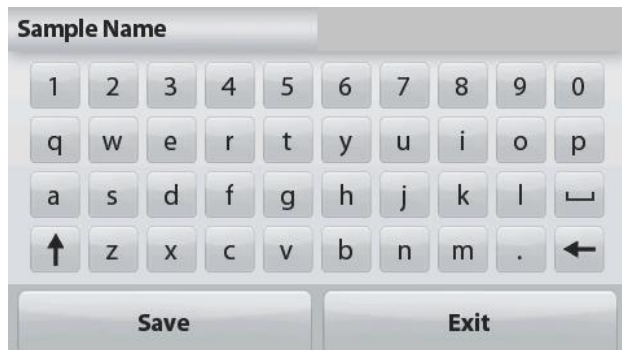 Sample Name
1 2 3 4 5 6 7 8 9 0
q w e r t y u i o p
a s d f g h j k l
z x c v b n m .
Save Exit